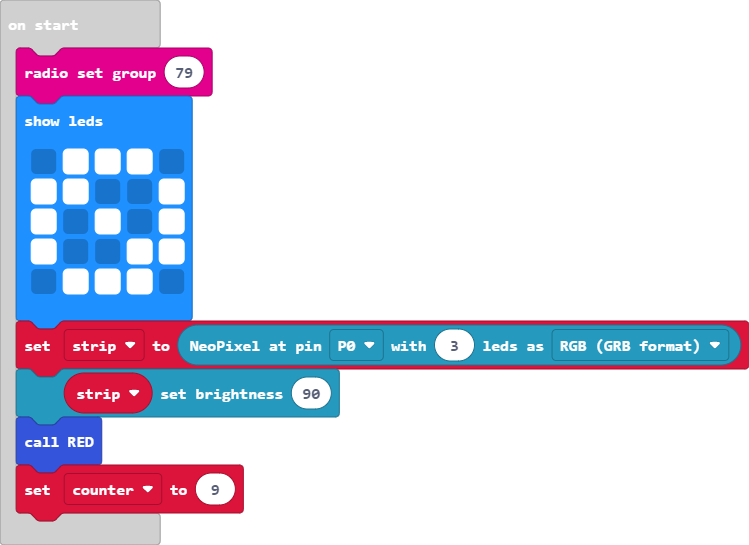 on start
radio set group 79
show leds
set strip to NeoPixel at pin P0 with 3 leds as RGB (GRB format)
strip set brightness 90
call RED
set counter to 9